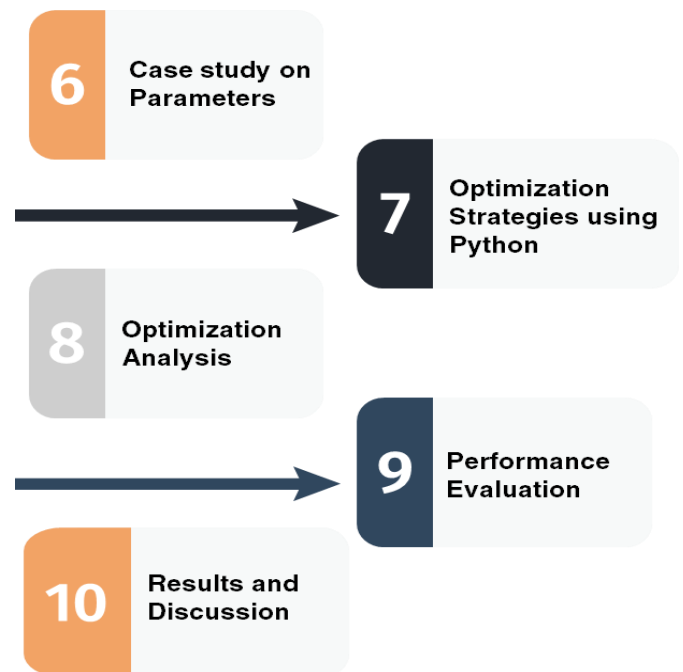 6
Case study on
Parameters
7
Optimization
Strategies using
Python
8
Optimization
Analysis
9
Performance
Evaluation
10
Results and
Discussion